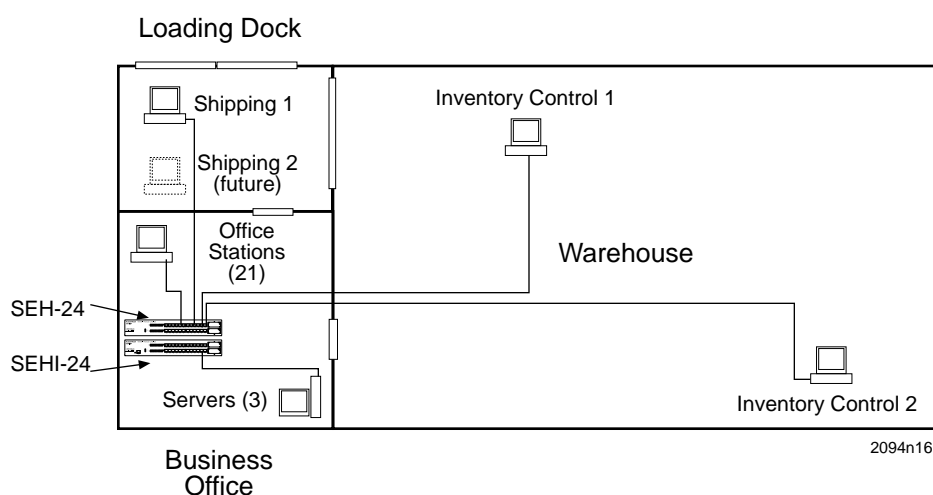 Loading Dock
Shipping 1
Inventory Control 1
Shipping 2
(future)
Office
Stations
(21)
Warehouse
SEH-24
SEHI-24
Servers (3)
Inventory Control 2
2094n16
Business
Office